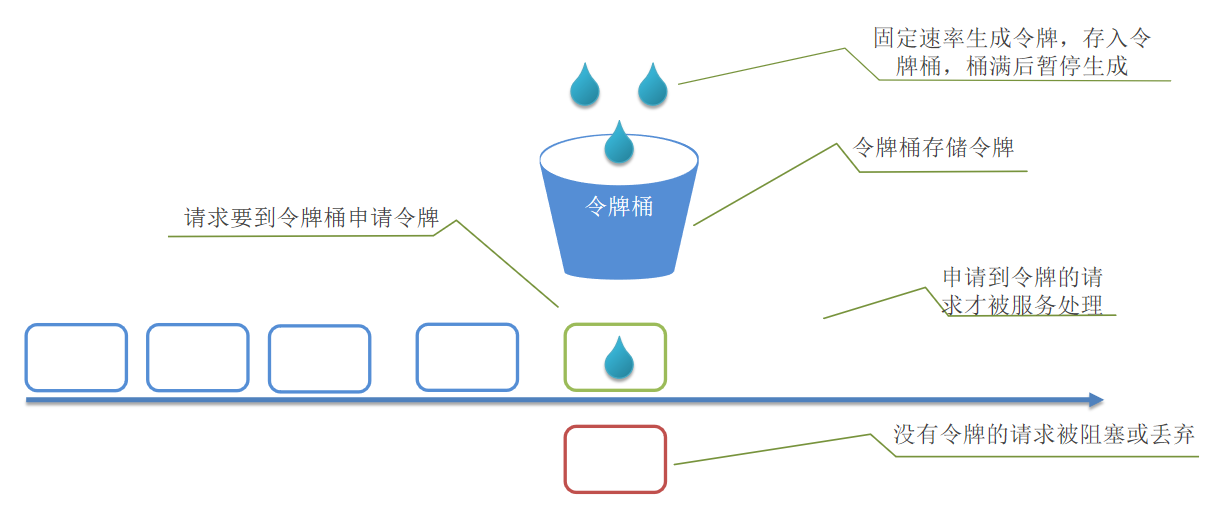 固定速率生成令牌，存入令
牌桶，桶满后暂停生成
令牌桶存储令牌
令牌桶
请求要到令牌桶申请令牌
申请到令牌的请
求才被服务处理
没有令牌的请求被阻塞或丢弃